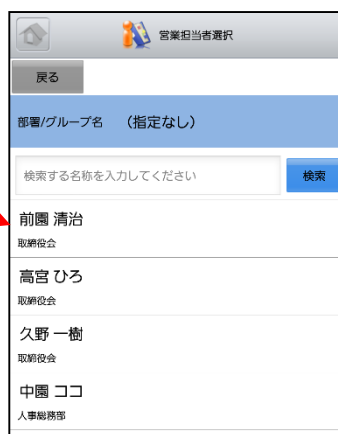 営業担当者選択
戻る
部署/グループ名 （指定なし）
検索する名称を入力してください 検索
前園 清治
取締役会
高宮 ひろ
取締役会
久野 一樹
取締役会
中園 ココ
人事総務部